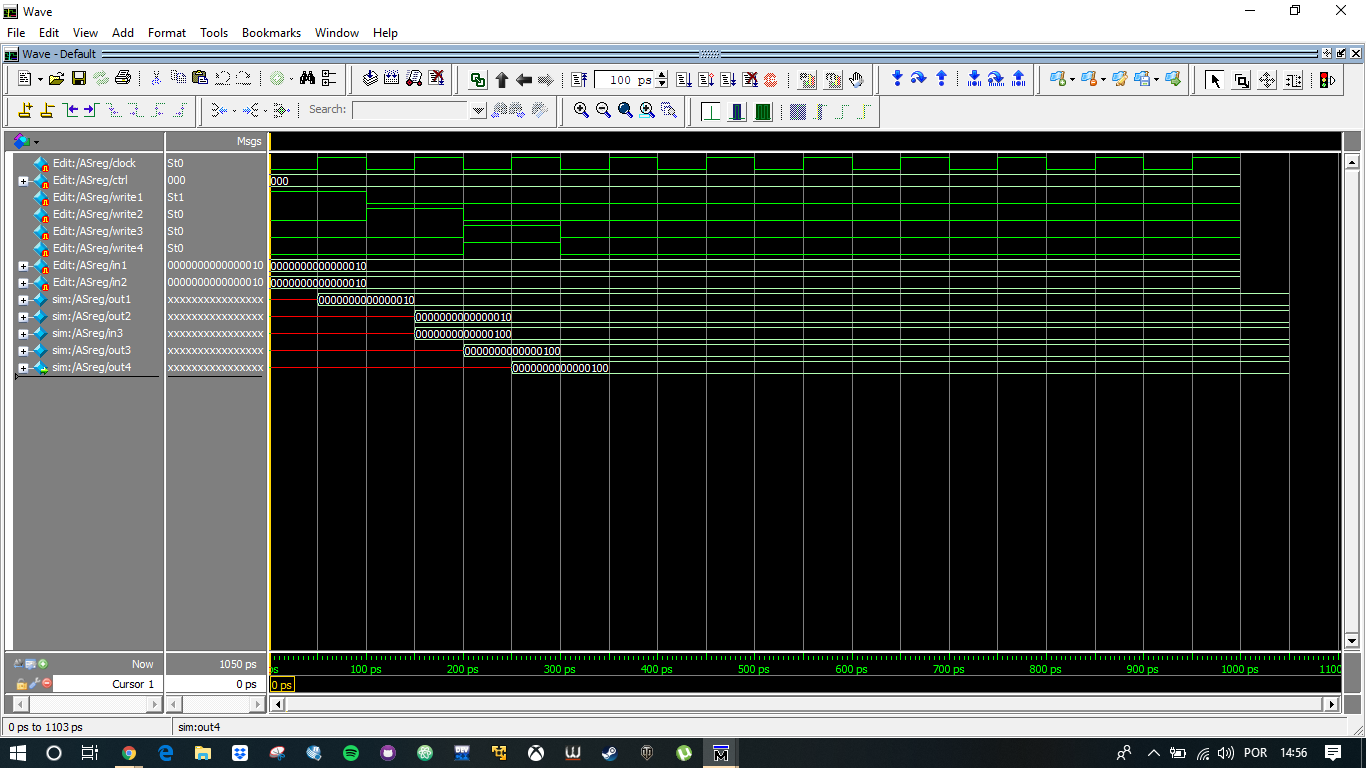 Wave
File Edit View Add Format Tools Bookmarks Window Help
Wave - Default
100 ps
Search:
Msgs
Edit:/ASreg/clock St0
Edit:/ASreg/ctrl 000 000
Edit:/ASreg/write1 St1
Edit:/ASreg/write2 St0
Edit:/ASreg/write3 St0
Edit:/ASreg/write4 St0
Edit:/ASreg/in1 0000000000000010 0000000000000010
Edit:/ASreg/in2 0000000000000010 0000000000000010
sim:/ASreg/out1 xxxxxxxxxxxxxxxx 0000000000000010
sim:/ASreg/out2 xxxxxxxxxxxxxxxx 0000000000000010
sim:/ASreg/in3 xxxxxxxxxxxxxxxx 0000000000000100
sim:/ASreg/out3 xxxxxxxxxxxxxxxx 0000000000000100
sim:/ASreg/out4 xxxxxxxxxxxxxxxx 0000000000000100
Now 1050 ps ps 100 ps 200 ps 300 ps 400 ps 500 ps 600 ps 700 ps 800 ps 900 ps 1000 ps 1100
Cursor 1 0 ps 0 ps
0 ps to 1103 ps sim:out4
POR 14:56